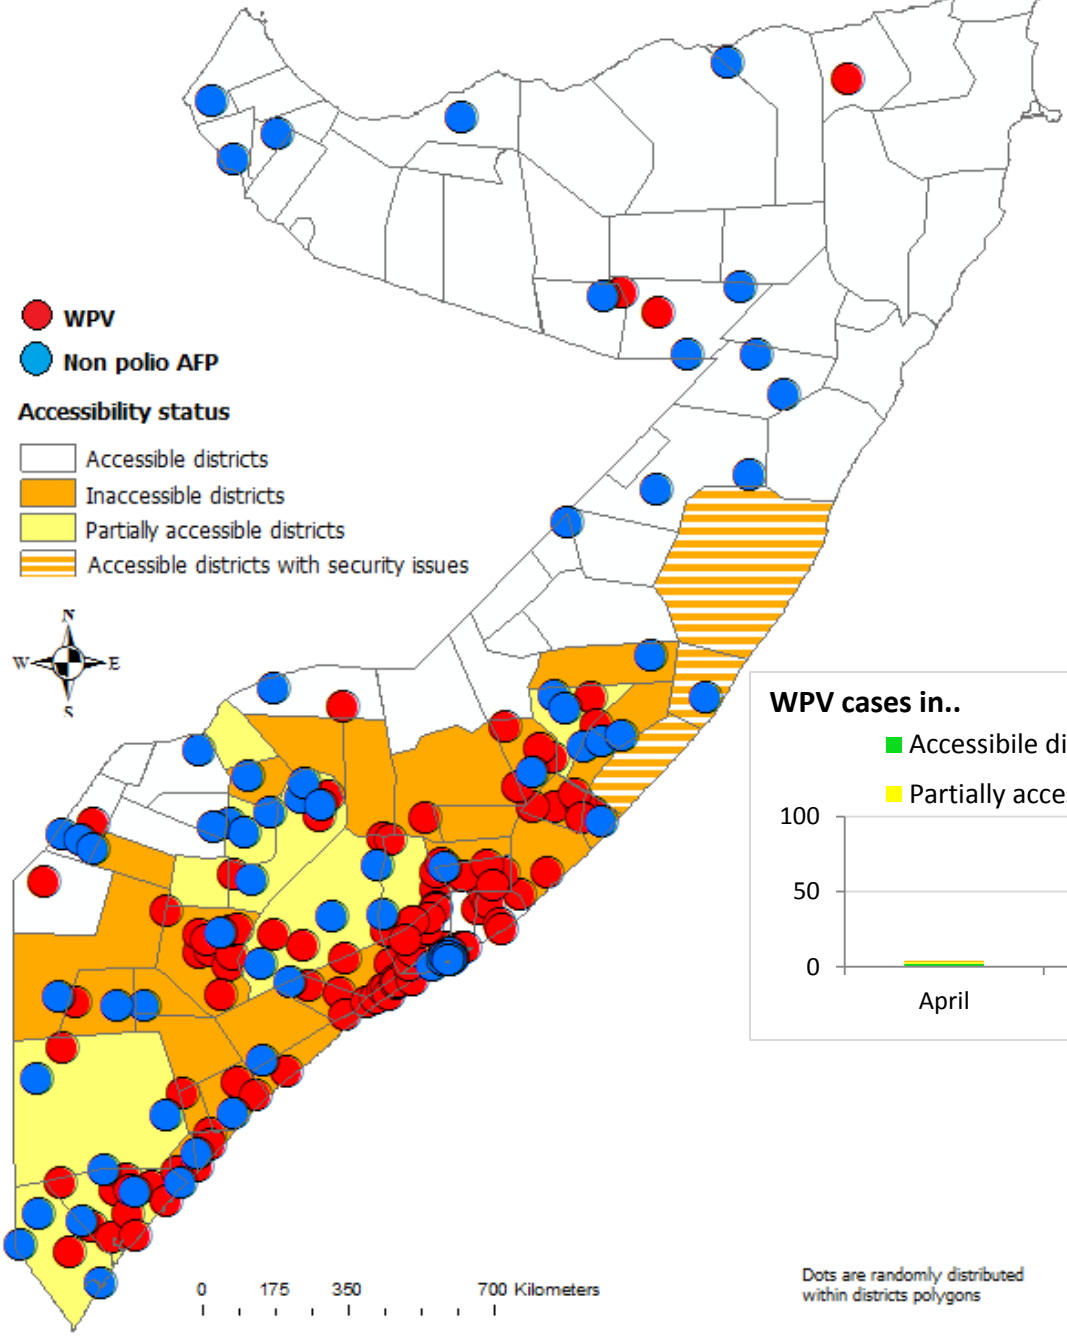 WPV
Non polio AFP
Accessibility status
Accessible districts
Inaccessible districts
Partially accessible districts
Accessible districts with security issues
N
W E
S
WPV cases in..
Accessibile di
Partially acce
100
50
0
April
0 175 350 700 Kilometers
Dots are randomly distributed
within districts polygons